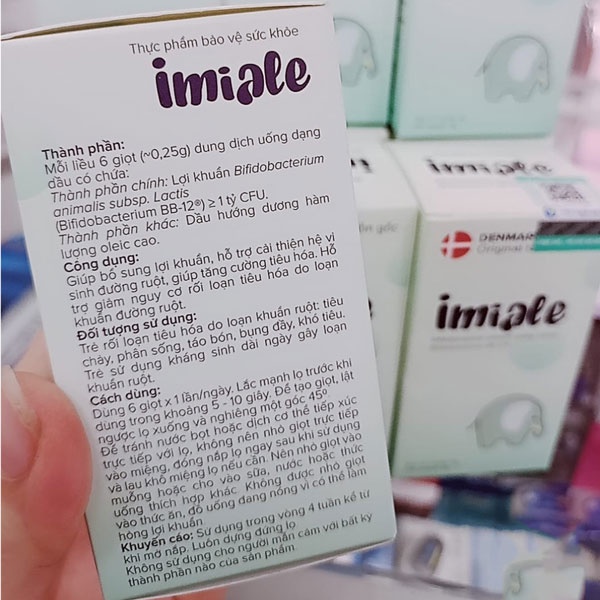 Thực phẩm bảo vệ sức khỏe
imiale
Thành phần:
Mỗi liều 6 giọt (~0,25g) dung dịch uống dạng
dầu có chứa:
Thành phần chính: Lợi khuẩn Bifidobacterium
animalis subsp. Lactis
(Bifidobacterium BB-12®) ≥ 1 tỷ CFU.
Thành phần khác: Dầu hướng dương hàm
lượng oleic cao.
Công dụng:
Giúp bổ sung lợi khuẩn, hỗ trợ cải thiện hệ vi
sinh đường ruột, giúp tăng cường tiêu hóa. Hỗ
trợ giảm nguy cơ rối loạn tiêu hóa do loạn
khuẩn đường ruột.
Đối tượng sử dụng:
Trẻ rối loạn tiêu hóa do loạn khuẩn ruột: tiêu
chảy, phân sống, táo bón, bụng đầy, khó tiêu.
Trẻ sử dụng kháng sinh dài ngày gây loạn
khuẩn ruột.
Cách dùng:
Dùng 6 giọt x 1 lần/ngày. Lắc mạnh lọ trước khi
dùng trong khoảng 5 - 10 giây. Để tạo giọt, lật
ngược lọ xuống và nghiêng một góc 45°.
Để tránh nước bọt hoặc dịch cơ thể tiếp xúc
trực tiếp với lọ, không nên nhỏ giọt trực tiếp
vào miệng, đóng nắp lọ ngay sau khi sử dụng
và lau khô miệng lọ nếu cần. Nên nhỏ giọt vào
muỗng hoặc cho vào sữa, nước hoặc thức
uống thích hợp khác. Không được nhỏ giọt
vào thức ăn, đồ uống đang nóng vì có thể làm
hỏng lợi khuẩn.
Khuyến cáo: Sử dụng trong vòng 4 tuần kể từ
khi mở nắp. Luôn dựng đứng lọ.
Không sử dụng cho người mẫn cảm với bất kỳ
thành phần nào của sản phẩm.
imiale
DENMAR
Original
imiale